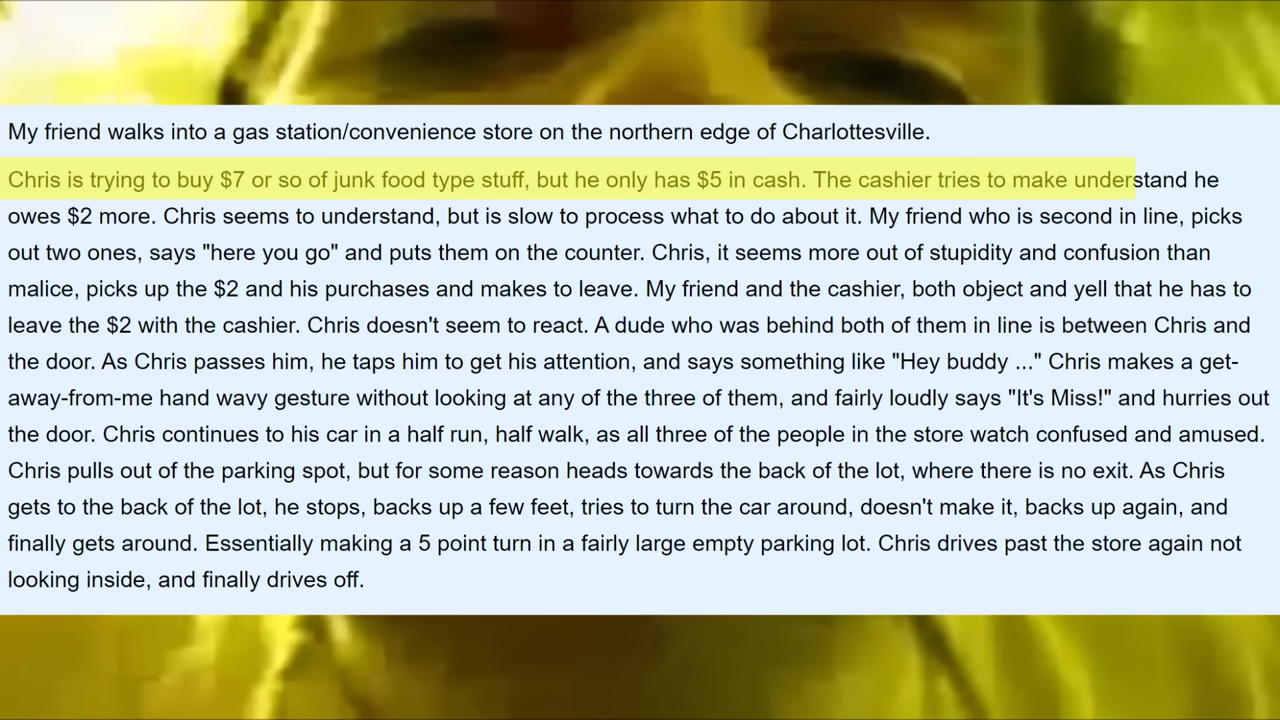 My friend walks into a gas station/convenience store on the northern edge of Charlottesville.
Chris is trying to buy $7 or so of junk food type stuff, but he only has $5 in cash. The cashier tries to make understand he
owes $2 more. Chris seems to understand, but is slow to process what to do about it. My friend who is second in line, picks
out two ones, says "here you go" and puts them on the counter. Chris, it seems more out of stupidity and confusion than
malice, picks up the $2 and his purchases and makes to leave. My friend and the cashier, both object and yell that he has to
leave the $2 with the cashier. Chris doesn't seem to react. A dude who was behind both of them in line is between Chris and
the door. As Chris passes him, he taps him to get his attention, and says something like "Hey buddy ..." Chris makes a get-
away-from-me hand wavy gesture without looking at any of the three of them, and fairly loudly says "It's Miss!" and hurries out
the door. Chris continues to his car in a half run, half walk, as all three of the people in the store watch confused and amused.
Chris pulls out of the parking spot, but for some reason heads towards the back of the lot, where there is no exit. As Chris
gets to the back of the lot, he stops, backs up a few feet, tries to turn the car around, doesn't make it, backs up again, and
finally gets around. Essentially making a 5 point turn in a fairly large empty parking lot. Chris drives past the store again not
looking inside, and finally drives off.